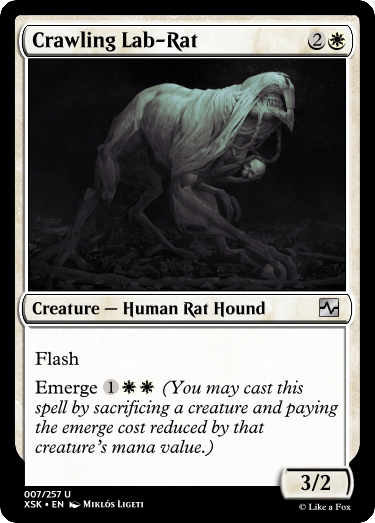 Crawling Lab-Rat 2
Creature — Human Rat Hound
Flash
Emerge 1 (You may cast this
spell by sacrificing a creature and paying
the emerge cost reduced by that
creature's mana value.)
3/2
007/257 U
XSK • EN Miklós Ligeti
© Like a Fox